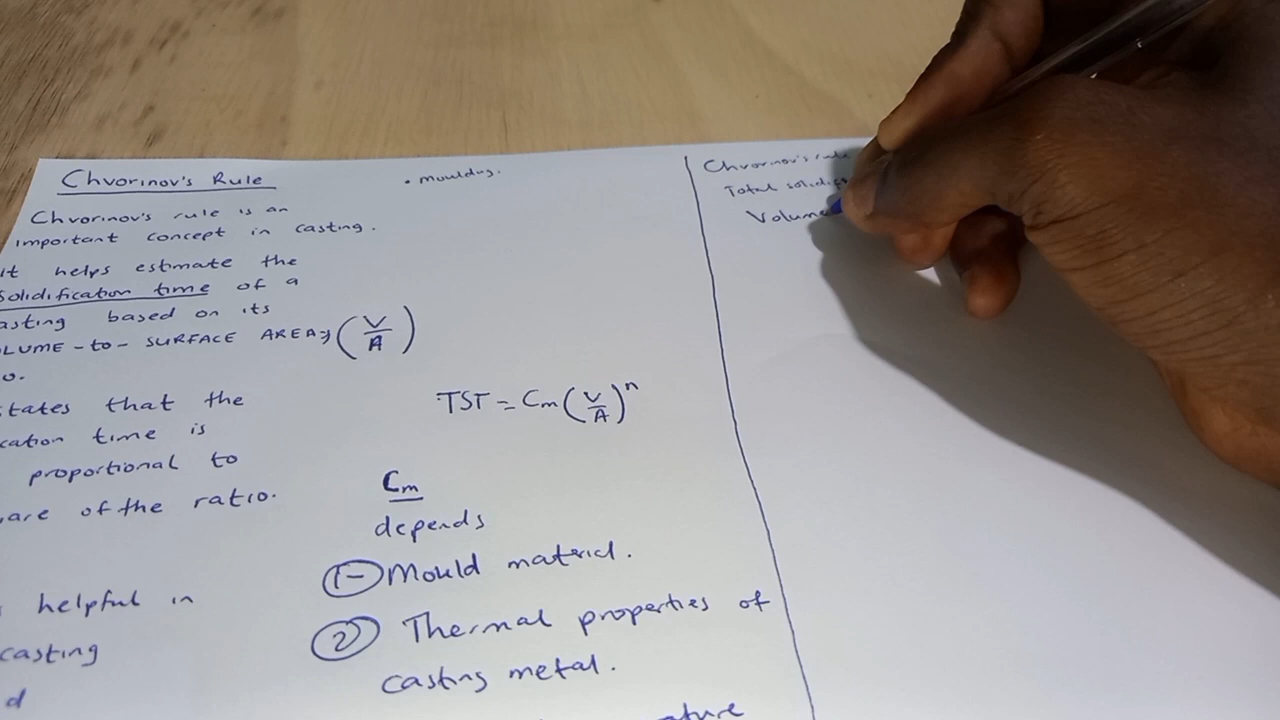 Chvorinov's Rule
Chvorinov's rule is an
important concept in casting.
It helps estimate the
solidification time of a
asting based on its
OLUME-to-SURFACE AREA (V/A)
o.
states that the
cation time is
proportional to
are of the ratio.
helpful in
casting
d
. moulding.
TST = Cm(V/A)^n
Cm
depends
1- Mould material.
2) Thermal properties of
casting metal.
ature
Chvorinov's rule
Total solidif
Volume